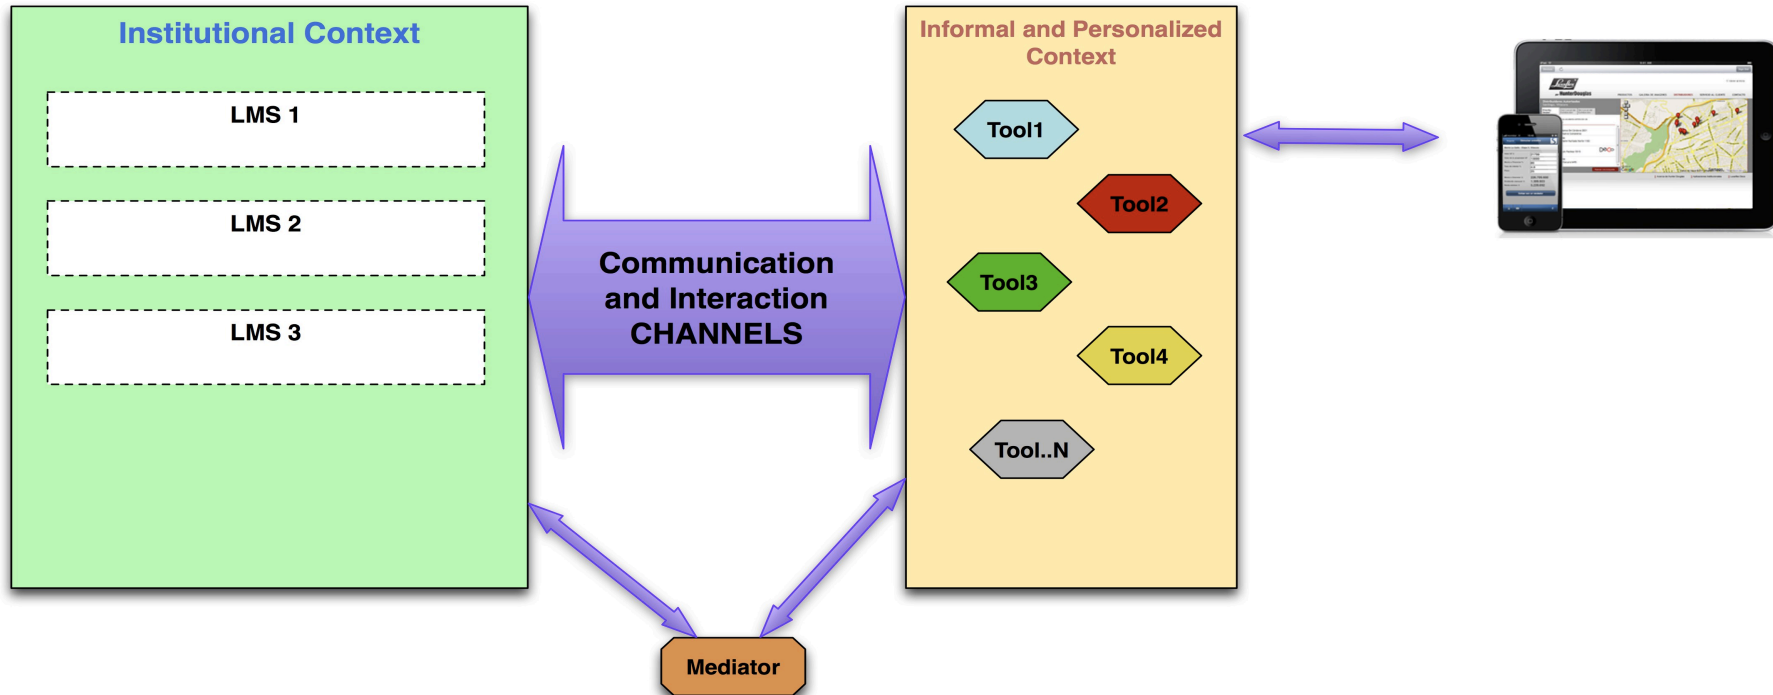 Institutional Context
LMS 1
LMS 2
LMS 3
Communication
and Interaction
CHANNELS
Informal and Personalized
Context
Tool1
Tool2
Tool3
Tool4
Tool..N
Mediator
HunterDouglas